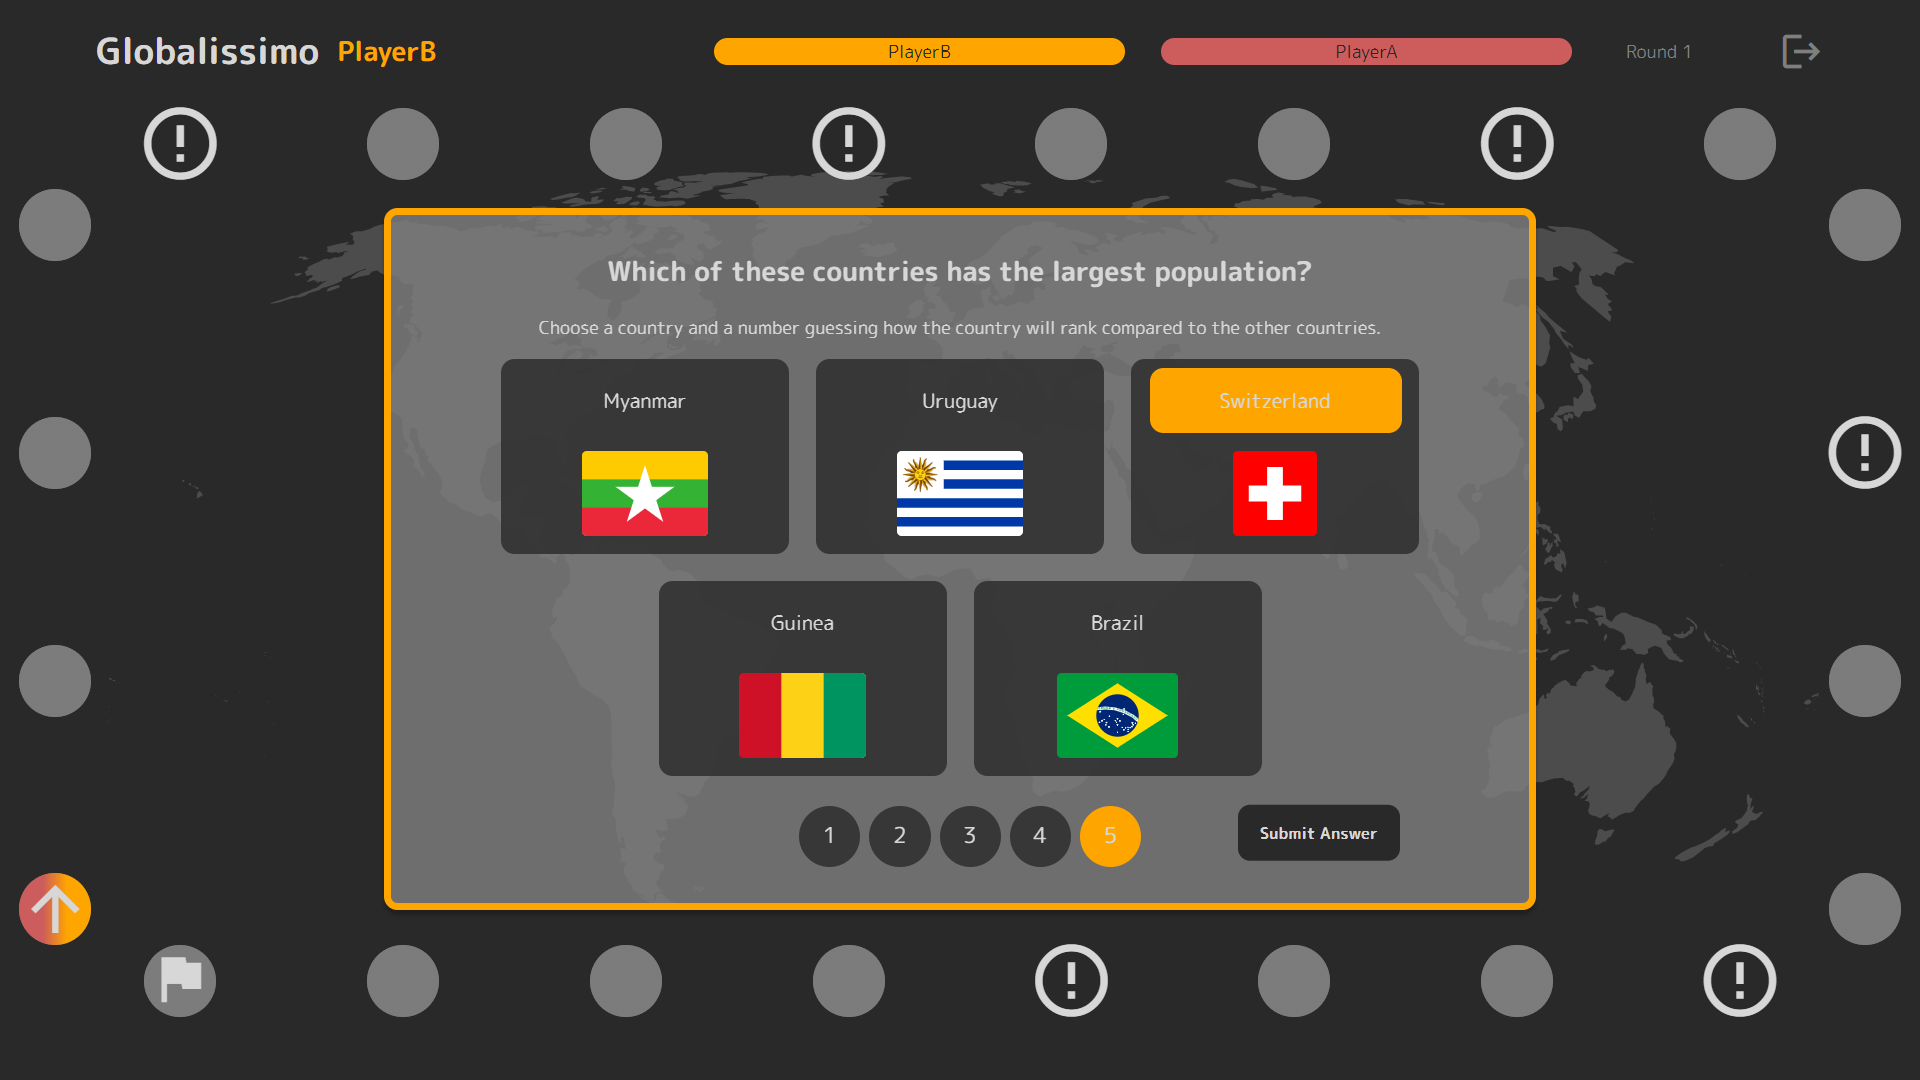 Globalissimo PlayerB
PlayerB
PlayerA
Round 1
Which of these countries has the largest population?
Choose a country and a number guessing how the country will rank compared to the other countries.
Myanmar
Uruguay
Switzerland
Guinea
Brazil
1 2 3 4 5
Submit Answer